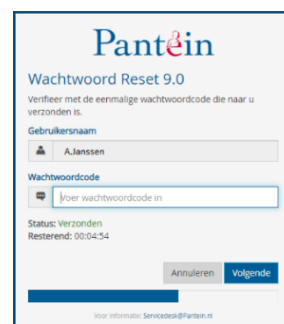 Pantein
Wachtwoord Reset 9.0
Verifieer met de eenmalige wachtwoordcode die naar u
verzonden is.
Gebruikersnaam
A.Janssen
Wachtwoordcode
Voer wachtwoordcode in
Status: Verzonden
Resterend: 00:04:54
Annuleren Volgende
Voor informatie: Servicedesk@Pantein.nl